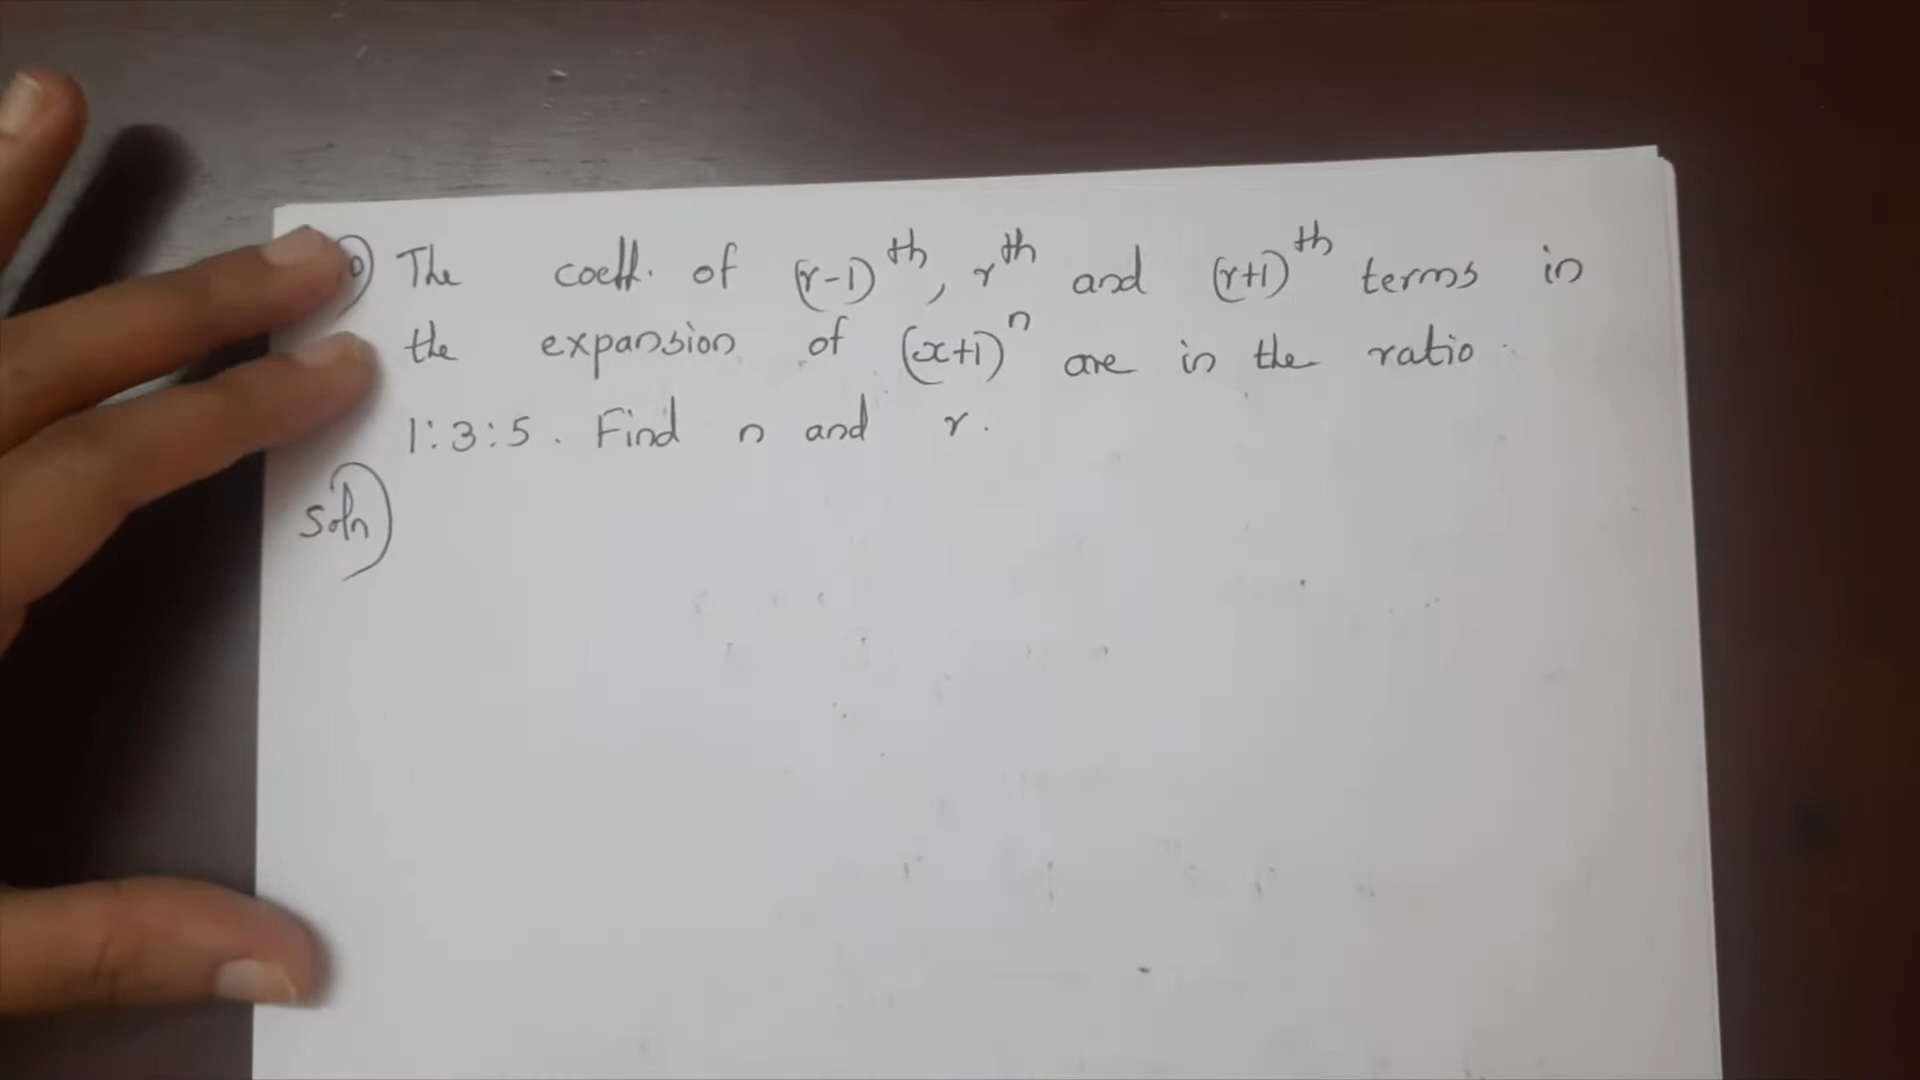 The coeff. of (r-1)th, rth and (r+1)th terms in
the expansion of (x+1)^n are in the ratio
1:3:5. Find n and r.
Soln)